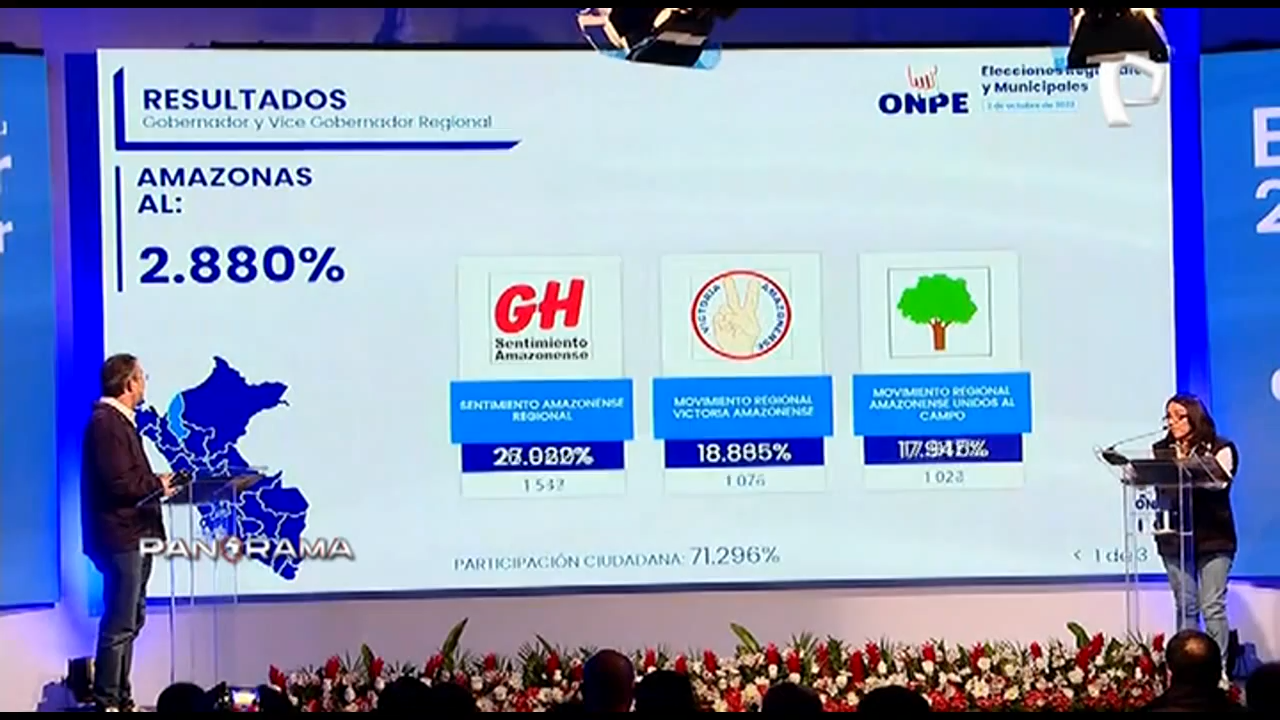 RESULTADOS
Gobernador y Vice Gobernador Regional
ONPE
Elecciones
y Municipales
AMAZONAS
AL:
2.880%
GH
Sentimiento
Amazonense
VICTORIA AMAZONENSE
SENTIMIENTO AMAZONENSE
REGIONAL
MOVIMIENTO REGIONAL
VICTORIA AMAZONENSE
MOVIMIENTO REGIONAL
AMAZONENSE UNIDOS AL
CAMPO
18.885%
1 076
PARTICIPACIÓN CIUDADANA: 71.296%
< 1 de 3
PANORAMA